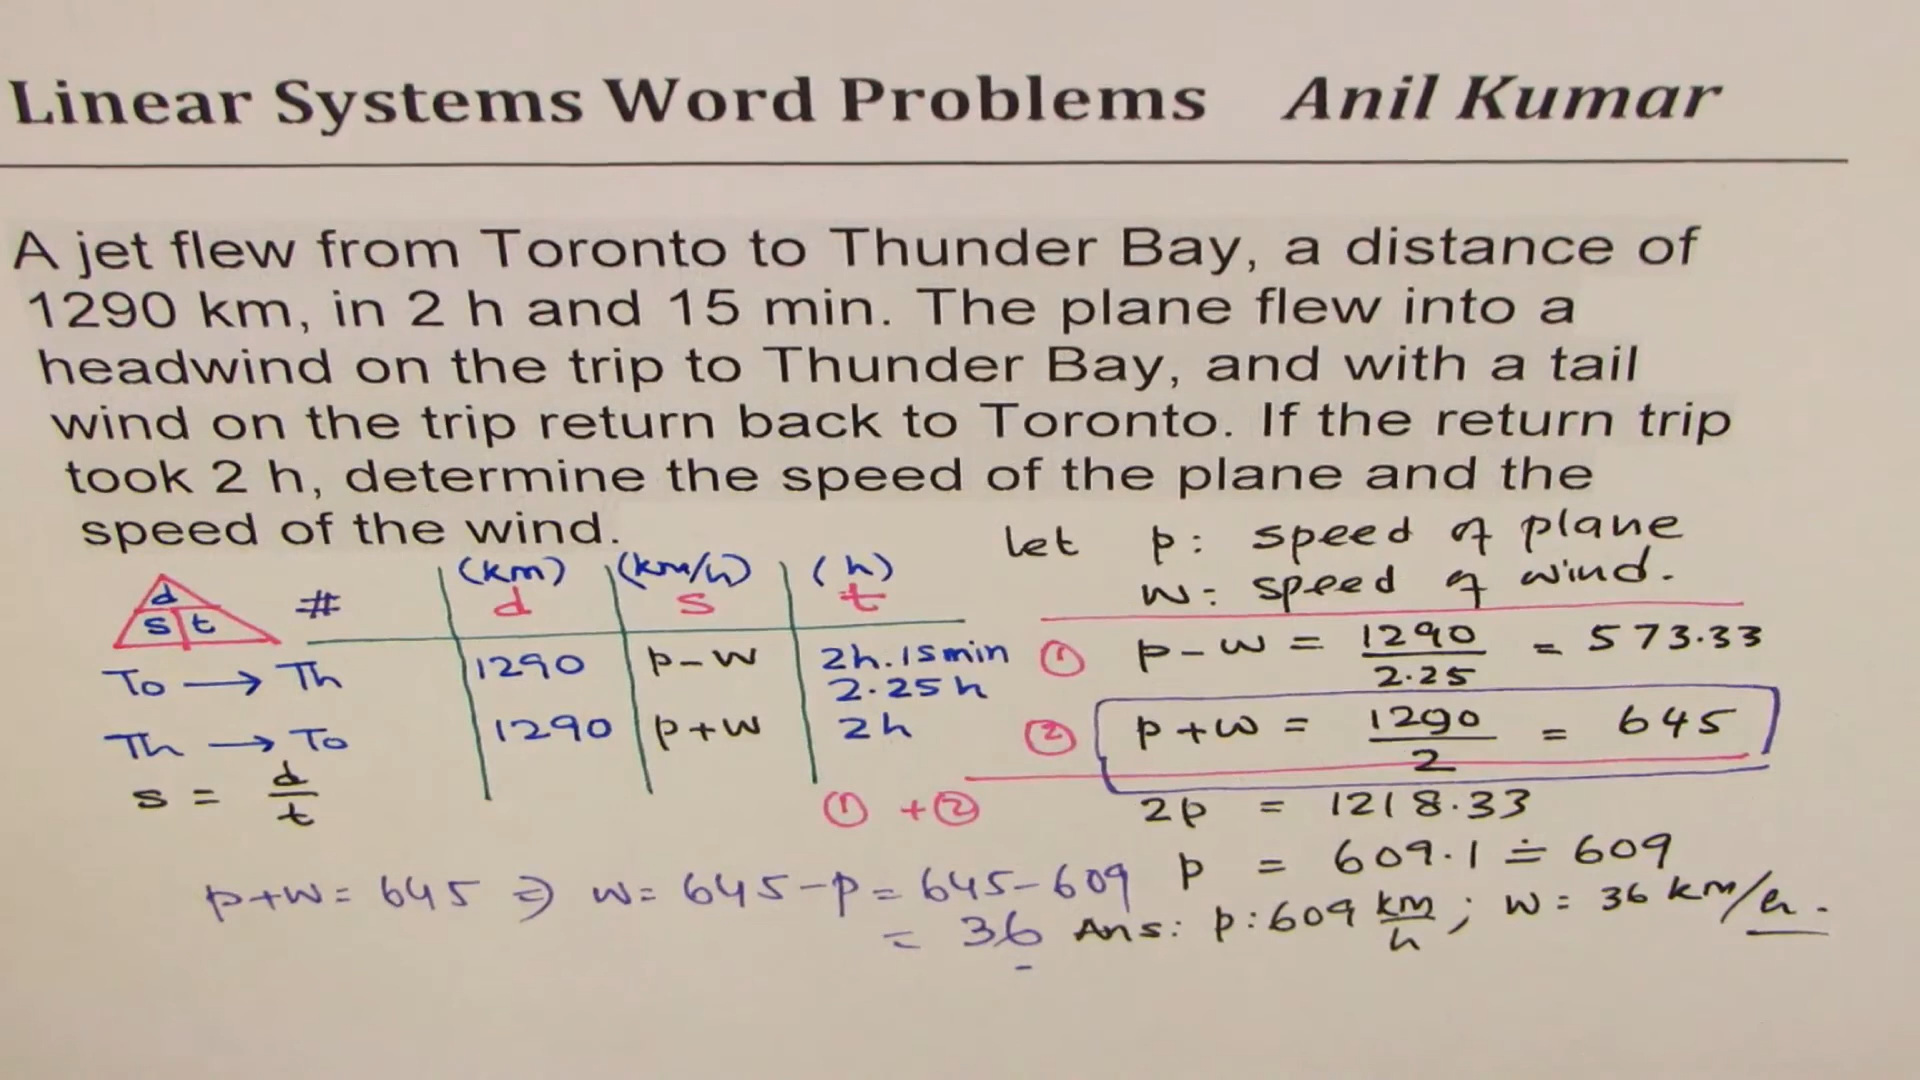 Linear Systems Word Problems Anil Kumar
A jet flew from Toronto to Thunder Bay, a distance of
1290 km, in 2 h and 15 min. The plane flew into a
headwind on the trip to Thunder Bay, and with a tail
wind on the trip return back to Toronto. If the return trip
took 2 h, determine the speed of the plane and the
speed of the wind.
let p: speed of plane
w: speed of wind.
d
s t
# (km) (km/h) (h)
d s t
To → Th 1290 p-w 2h.15min
2.25h
Th → To 1290 p+w 2h
s = d/t
① p-w = 1290/2.25 = 573.33
② p+w = 1290/2 = 645
① + ② 2p = 1218.33
p = 609.1 ≐ 609
p+w = 645 ⇒ w = 645-p = 645-609
= 36
Ans: p: 609 km/h ; w = 36 km/h.